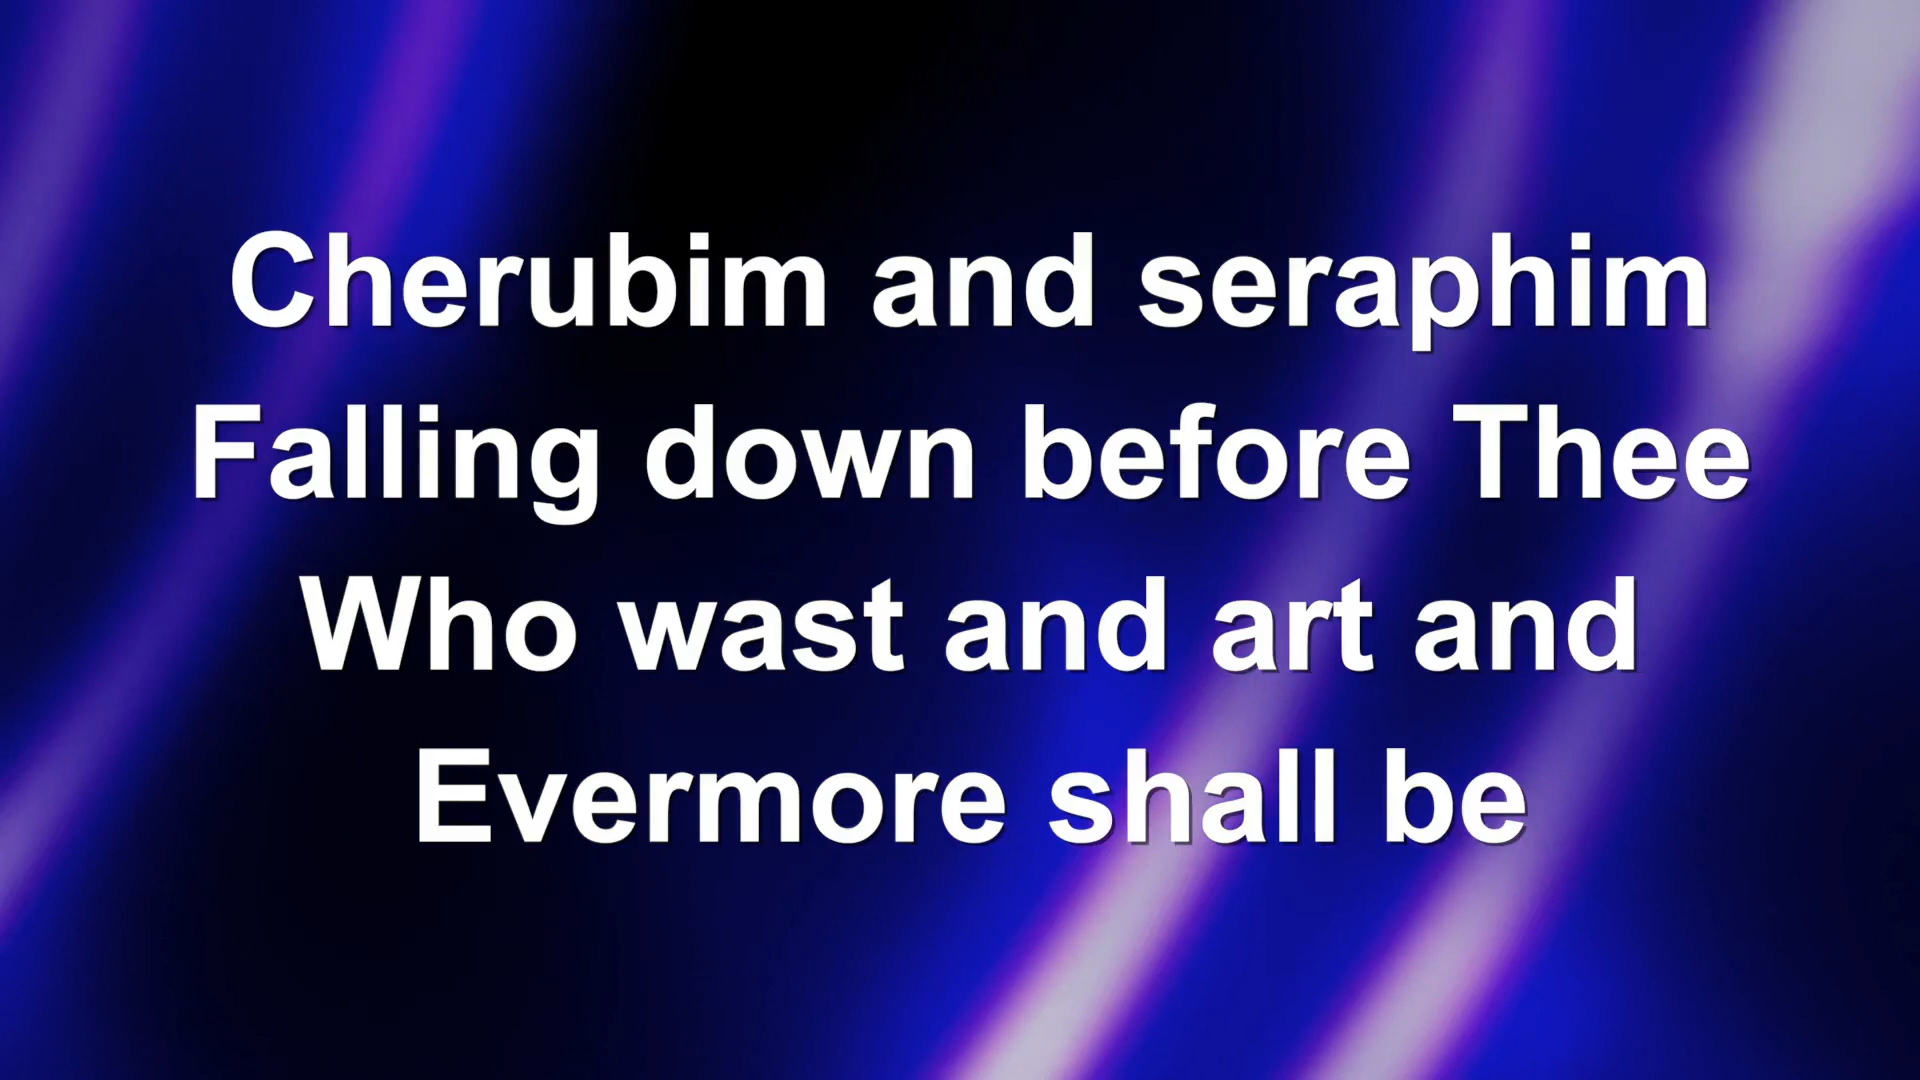 Cherubim and seraphim
Falling down before Thee
Who wast and art and
Evermore shall be